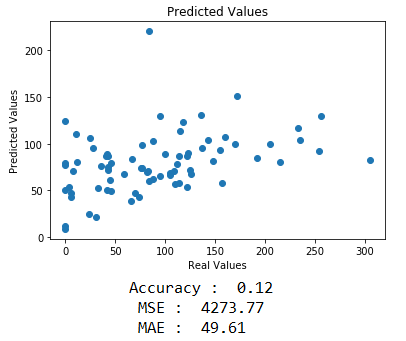 Predicted Values
200
150
100
50
0
Predicted Values
0 50 100 150 200 250 300
Real Values
Accuracy : 0.12
MSE : 4273.77
MAE : 49.61